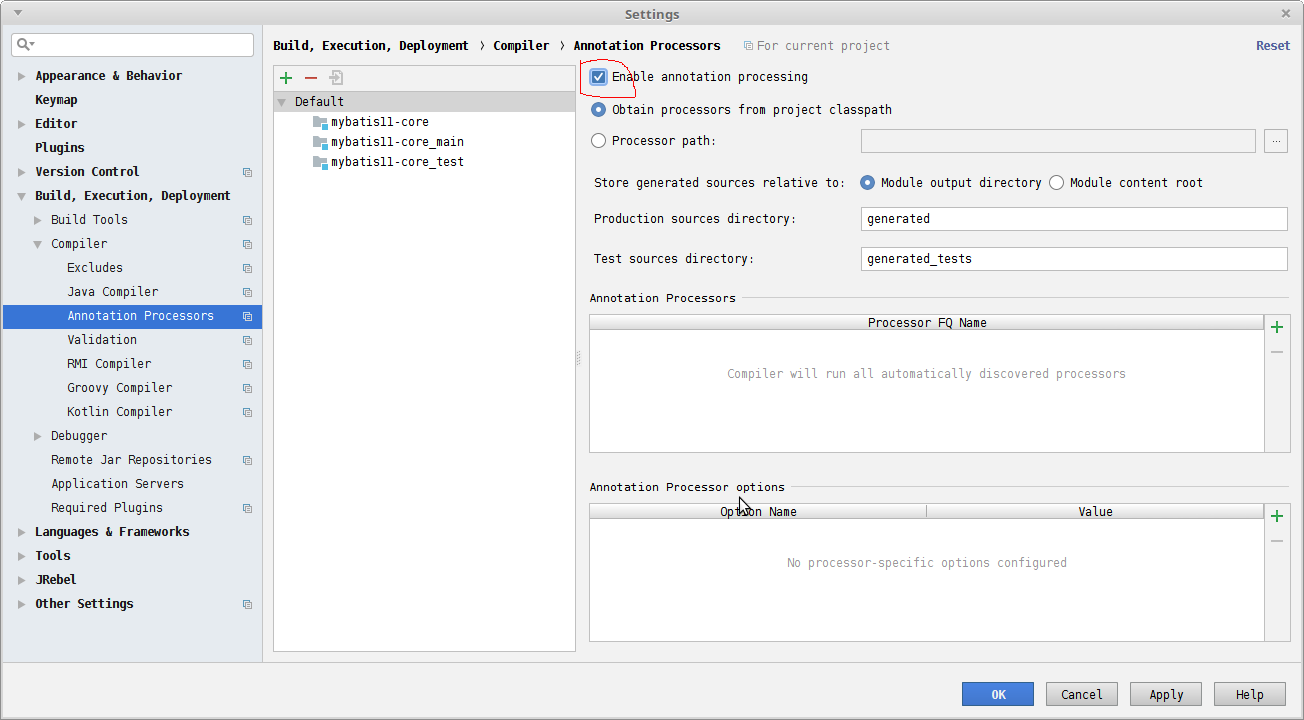 Settings
Build, Execution, Deployment › Compiler › Annotation Processors For current project Reset
Appearance & Behavior
Keymap
Editor
Plugins
Version Control
Build, Execution, Deployment
Build Tools
Compiler
Excludes
Java Compiler
Annotation Processors
Validation
RMI Compiler
Groovy Compiler
Kotlin Compiler
Debugger
Remote Jar Repositories
Application Servers
Required Plugins
Languages & Frameworks
Tools
JRebel
Other Settings
Default
mybatisll-core
mybatisll-core_main
mybatisll-core_test
Enable annotation processing
Obtain processors from project classpath
Processor path: ...
Store generated sources relative to: Module output directory Module content root
Production sources directory: generated
Test sources directory: generated_tests
Annotation Processors
Processor FQ Name
Compiler will run all automatically discovered processors
Annotation Processor options
Option Name Value
No processor-specific options configured
OK Cancel Apply Help